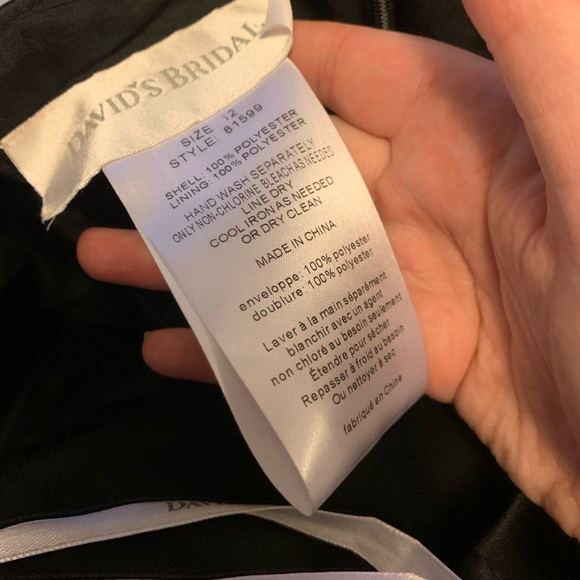 DAVID'S BRIDAL
SIZE 12
STYLE: 81599
SHELL: 100% POLYESTER
LINING: 100% POLYESTER
HAND WASH SEPARATELY
ONLY NON-CHLORINE BLEACH AS NEEDED
LINE DRY
COOL IRON AS NEEDED
OR DRY CLEAN
MADE IN CHINA
enveloppe: 100% polyester
doublure: 100% polyester
Laver à la main séparément
blanchir avec un agent
non chloré au besoin seulement
Étendre pour sécher
Repasser à froid au besoin
Ou nettoyer à sec
fabriqué en Chine